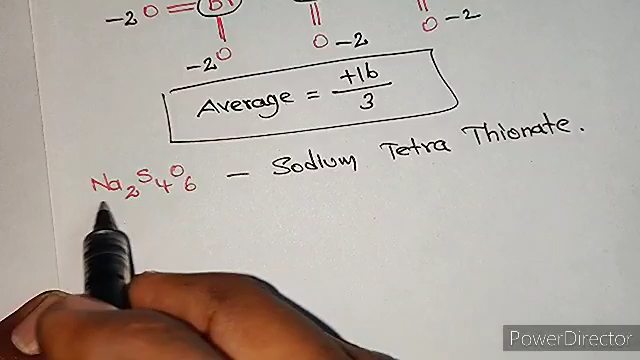 -2 O = Br
O O -2 O -2
-2
Average = +16/3
Na2S4O6 - Sodium Tetra Thionate.
PowerDirector